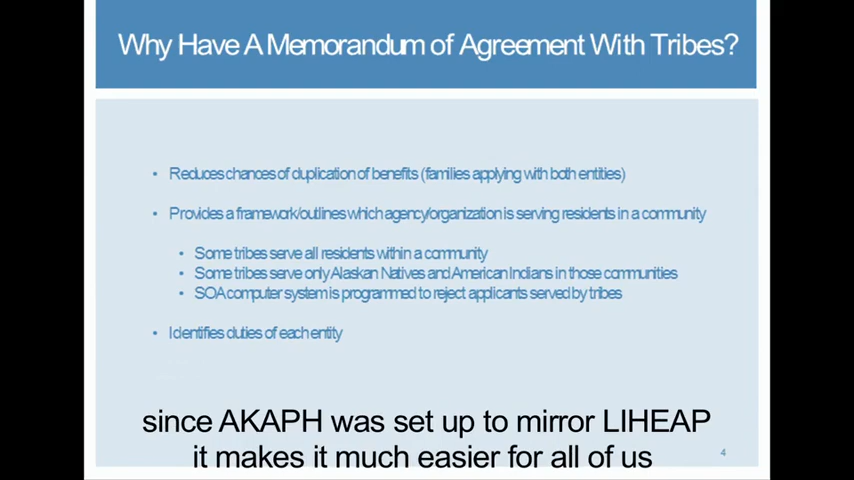 Why Have A Memorandum of Agreement With Tribes?
• Reduces chances of duplication of benefits (families applying with both entities)
• Provides a framework/outlines which agency/organization is serving residents in a community
• Some tribes serve all residents within a community
• Some tribes serve only Alaskan Natives and American Indians in those communities
• SOA computer system is programmed to reject applicants served by tribes
• Identifies duties of each entity
since AKAPH was set up to mirror LIHEAP
it makes it much easier for all of us
4